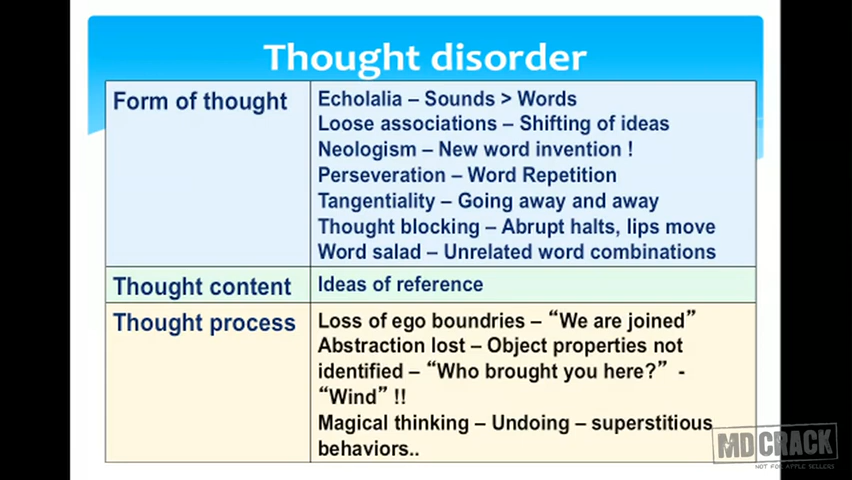 Thought disorder
Form of thought
Echolalia – Sounds > Words
Loose associations – Shifting of ideas
Neologism – New word invention !
Perseveration – Word Repetition
Tangentiality – Going away and away
Thought blocking – Abrupt halts, lips move
Word salad – Unrelated word combinations
Thought content
Ideas of reference
Thought process
Loss of ego boundries – “We are joined”
Abstraction lost – Object properties not
identified – “Who brought you here?” -
“Wind” !!
Magical thinking – Undoing – superstitious
behaviors..
MDCRACK
NOT FOR APPLE SELLERS